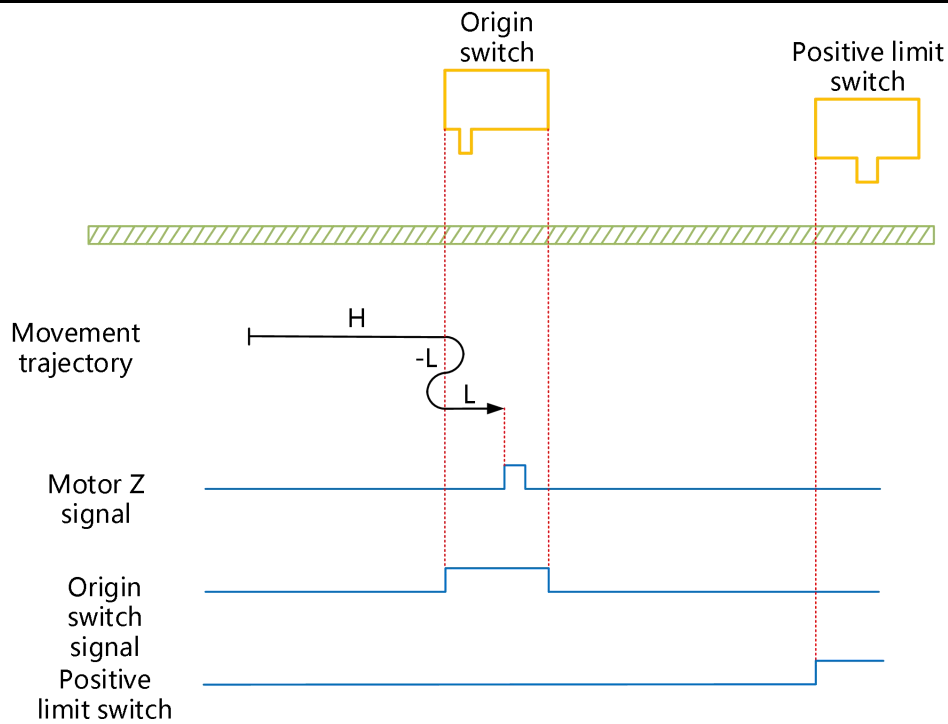 Origin
switch
Positive limit
switch
H
Movement
trajectory
-L
L
Motor Z
signal
Origin
switch
signal
Positive
limit switch